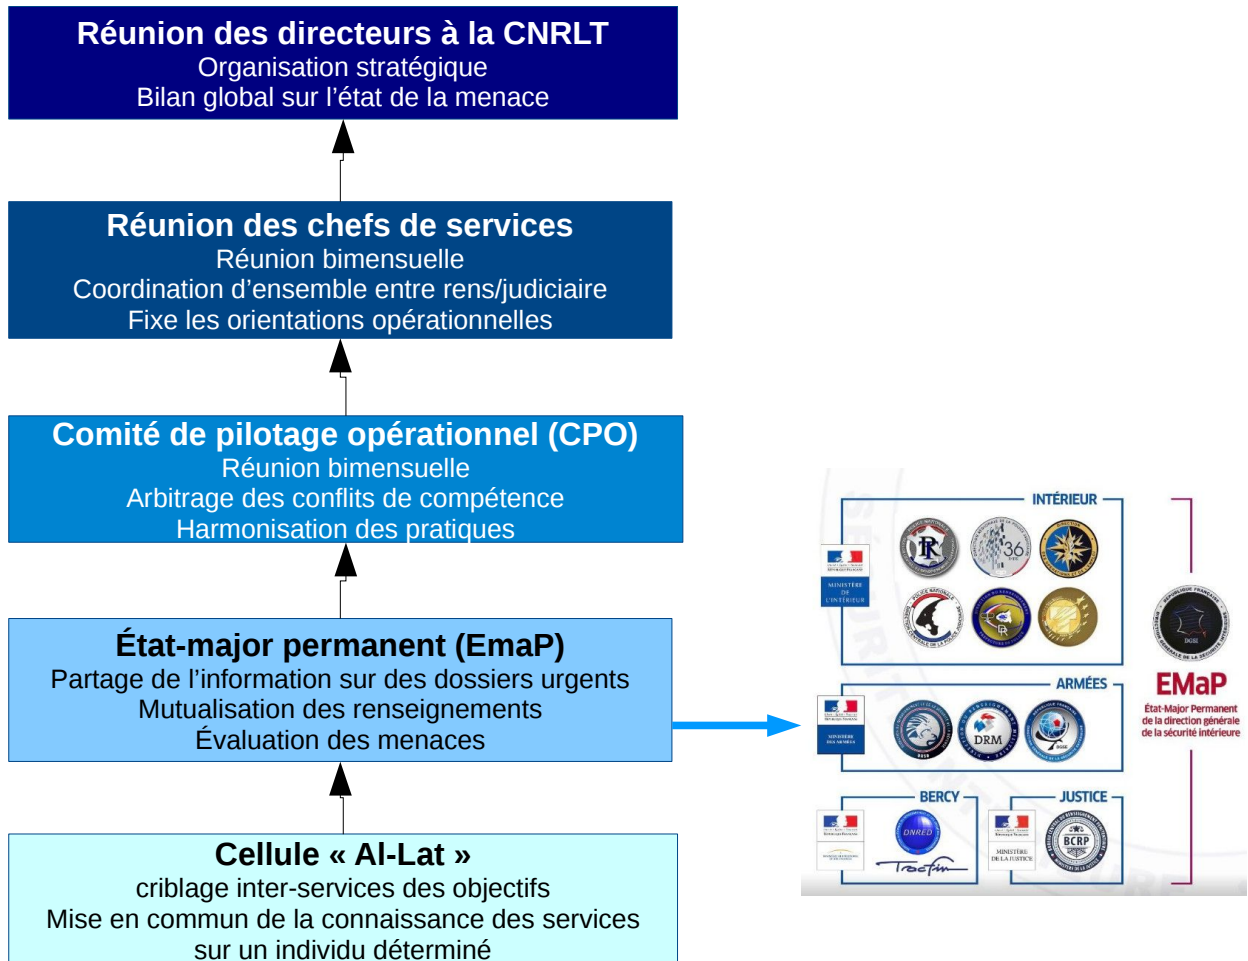 Réunion des directeurs à la CNRLT
Organisation stratégique
Bilan global sur l’état de la menace
Réunion des chefs de services
Réunion bimensuelle
Coordination d’ensemble entre rens/judiciaire
Fixe les orientations opérationnelles
Comité de pilotage opérationnel (CPO)
Réunion bimensuelle
Arbitrage des conflits de compétence
Harmonisation des pratiques
État-major permanent (EmaP)
Partage de l’information sur des dossiers urgents
Mutualisation des renseignements
Évaluation des menaces
Cellule « Al-Lat »
criblage inter-services des objectifs
Mise en commun de la connaissance des services
sur un individu déterminé
INTÉRIEUR
MINISTÈRE
DE
L'INTÉRIEUR
36
ARMÉES
MINISTÈRE
DES ARMÉES
DRM
DGSE
BERCY
DNRED
Tracfin
JUSTICE
MINISTÈRE
DE LA JUSTICE
BCRP
DGSI
EMaP
État-Major Permanent
de la direction générale
de la sécurité intérieure